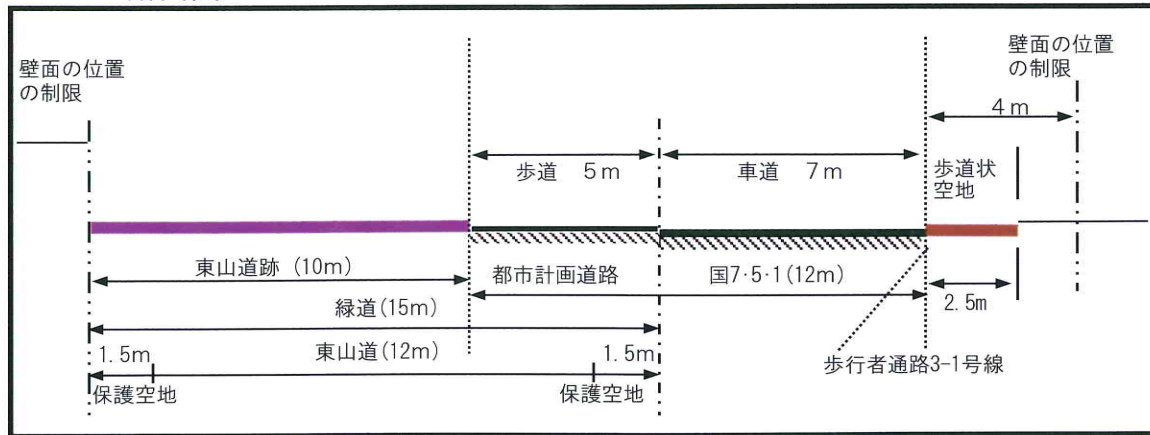 壁面の位置
の制限
壁面の位置
の制限
4m
歩道 5m
車道 7m
歩道状
空地
東山道跡 (10m)
都市計画道路 国7・5・1(12m)
2.5m
緑道(15m)
1.5m
東山道(12m)
1.5m
歩行者通路3-1号線
保護空地
保護空地